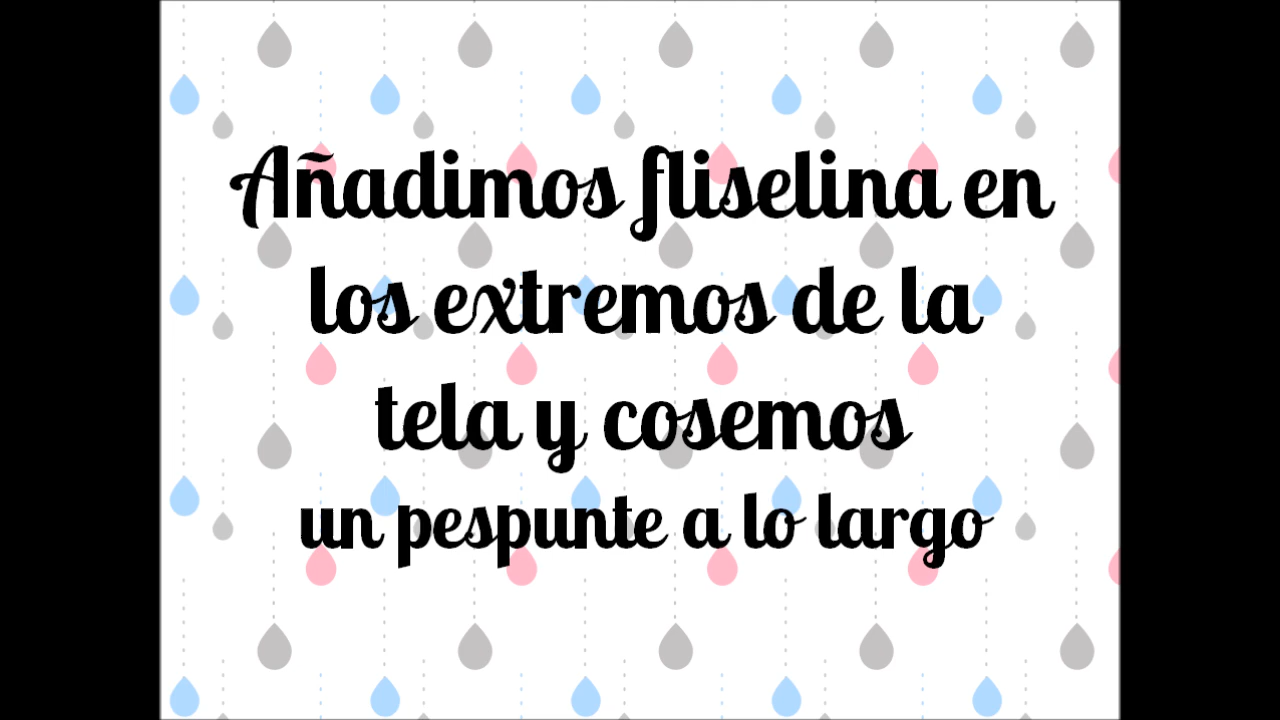 Añadimos fliselina en
los extremos de la
tela y cosemos
un pespunte a lo largo